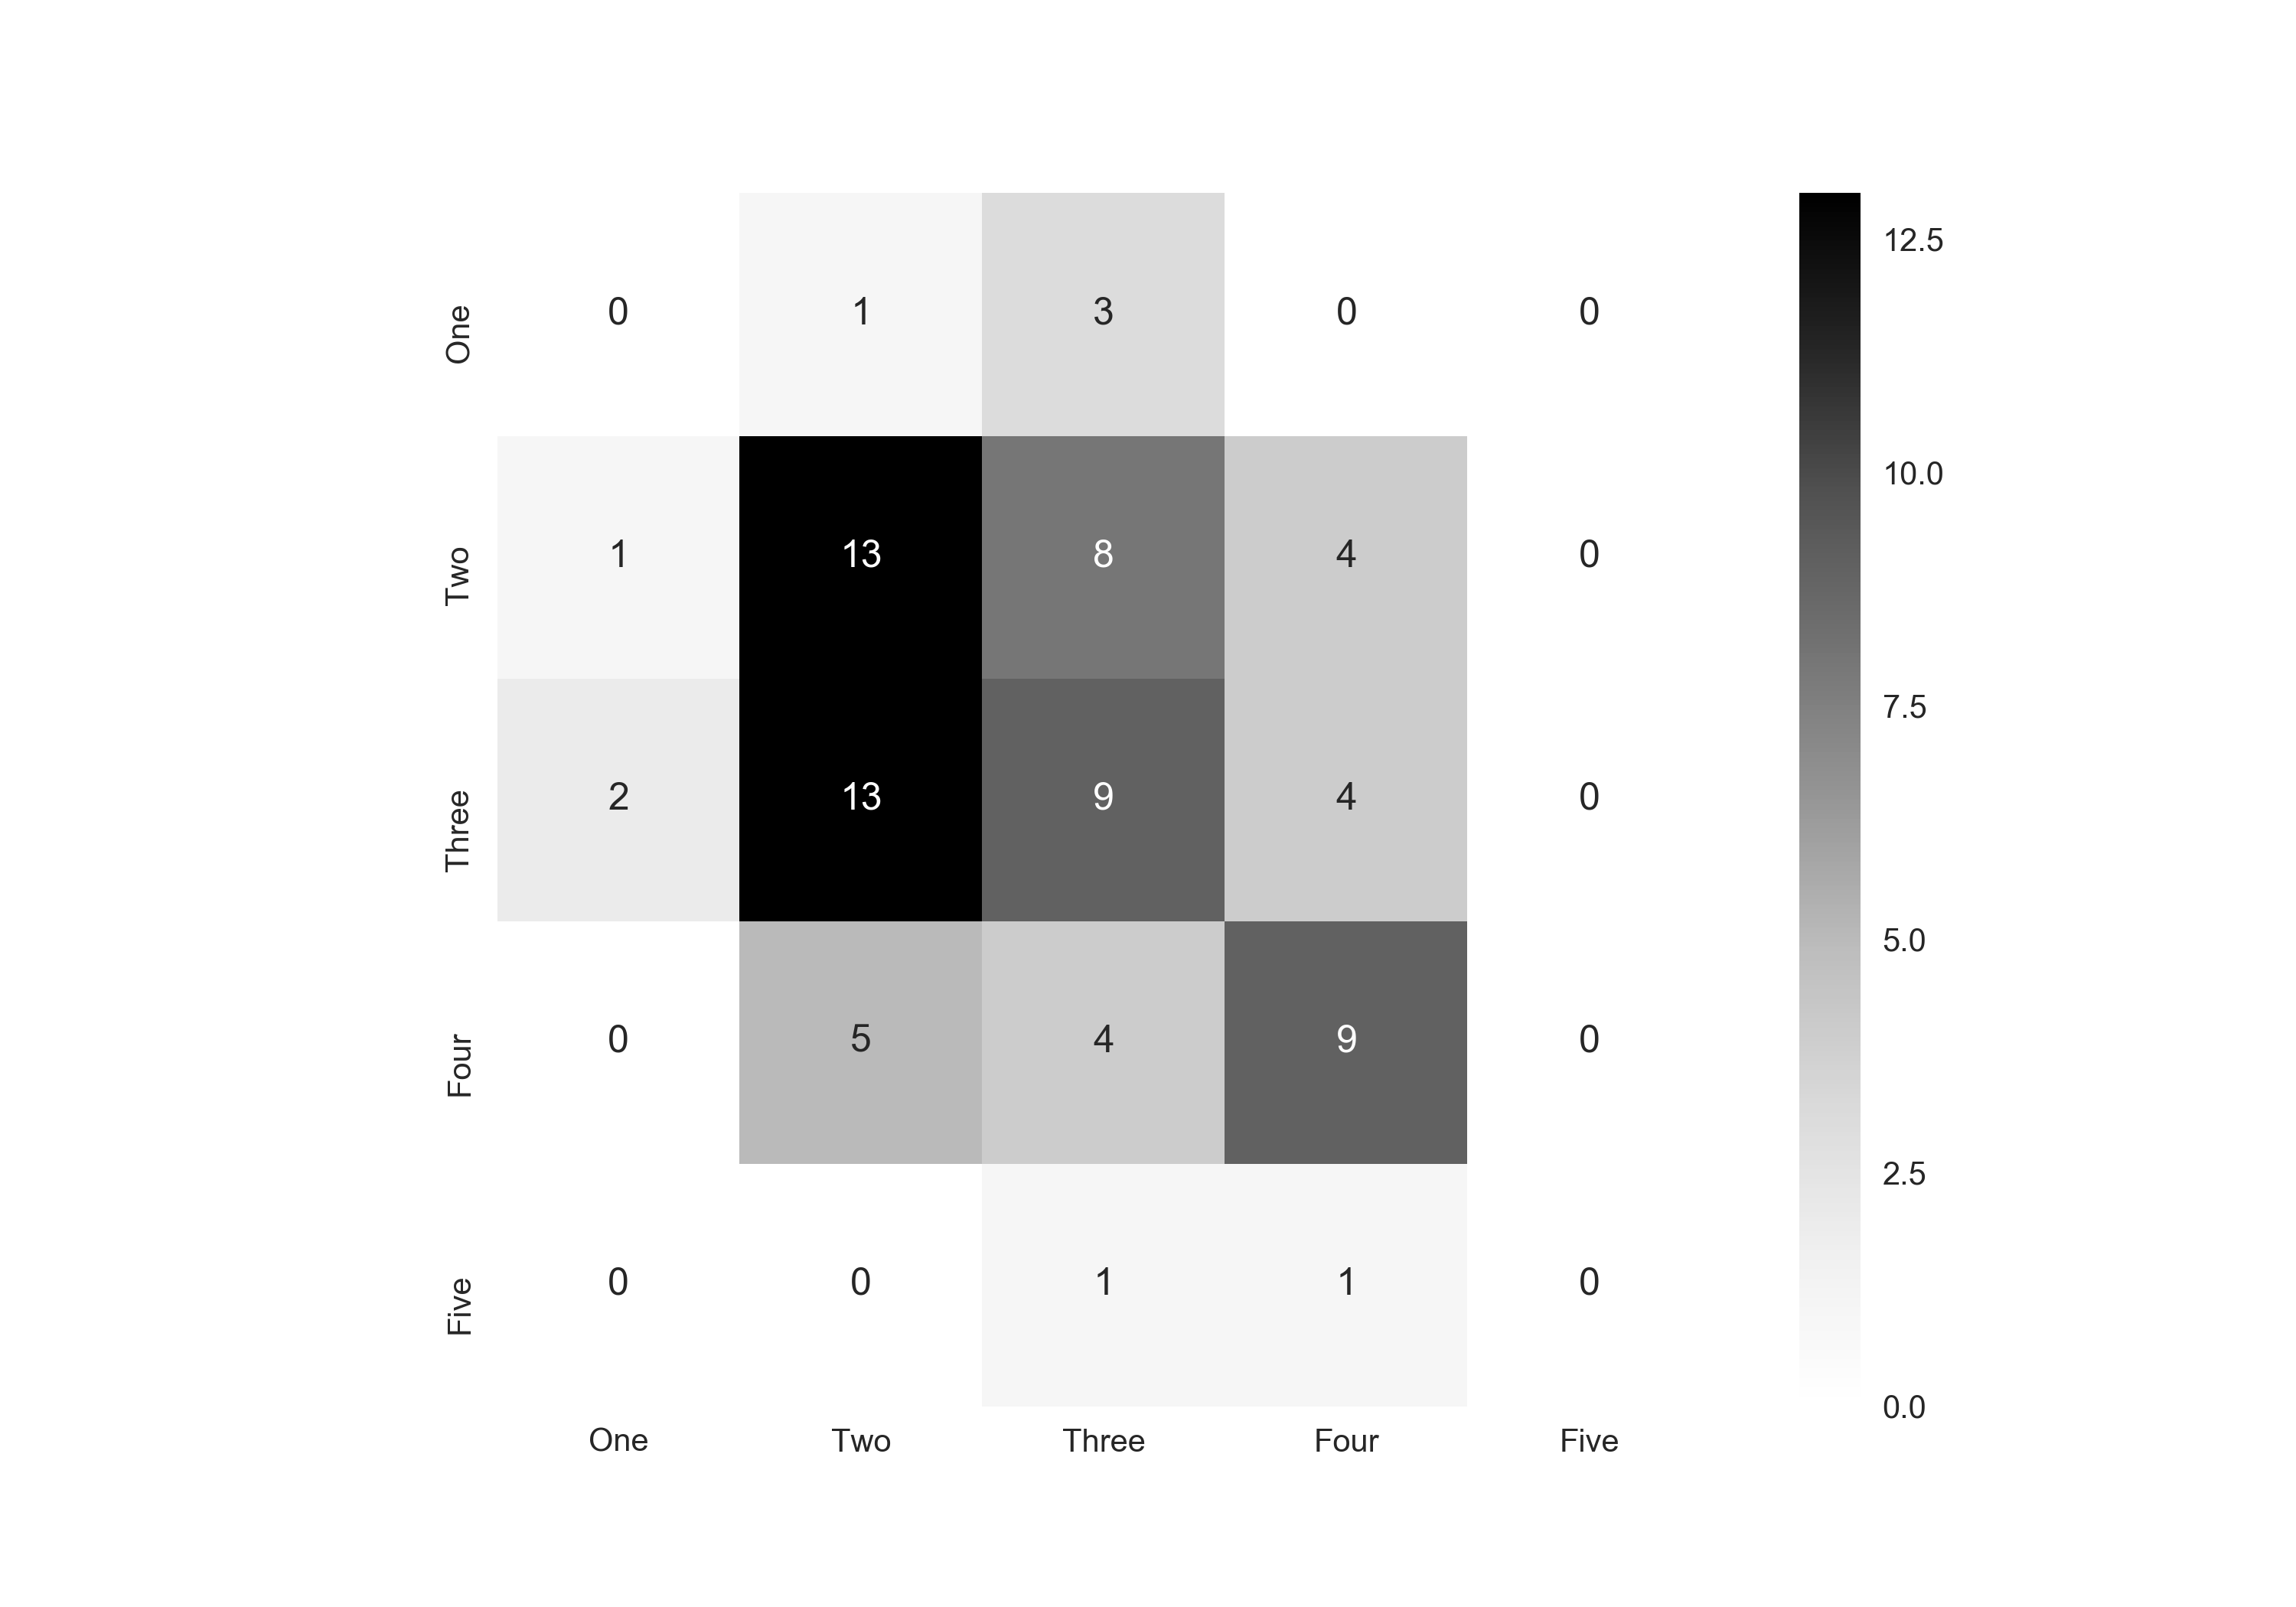 12.5
One 0 1 3 0 0
10.0
Two 1 13 8 4 0
7.5
Three 2 13 9 4 0
5.0
Four 0 5 4 9 0
2.5
Five 0 0 1 1 0
0.0
One Two Three Four Five